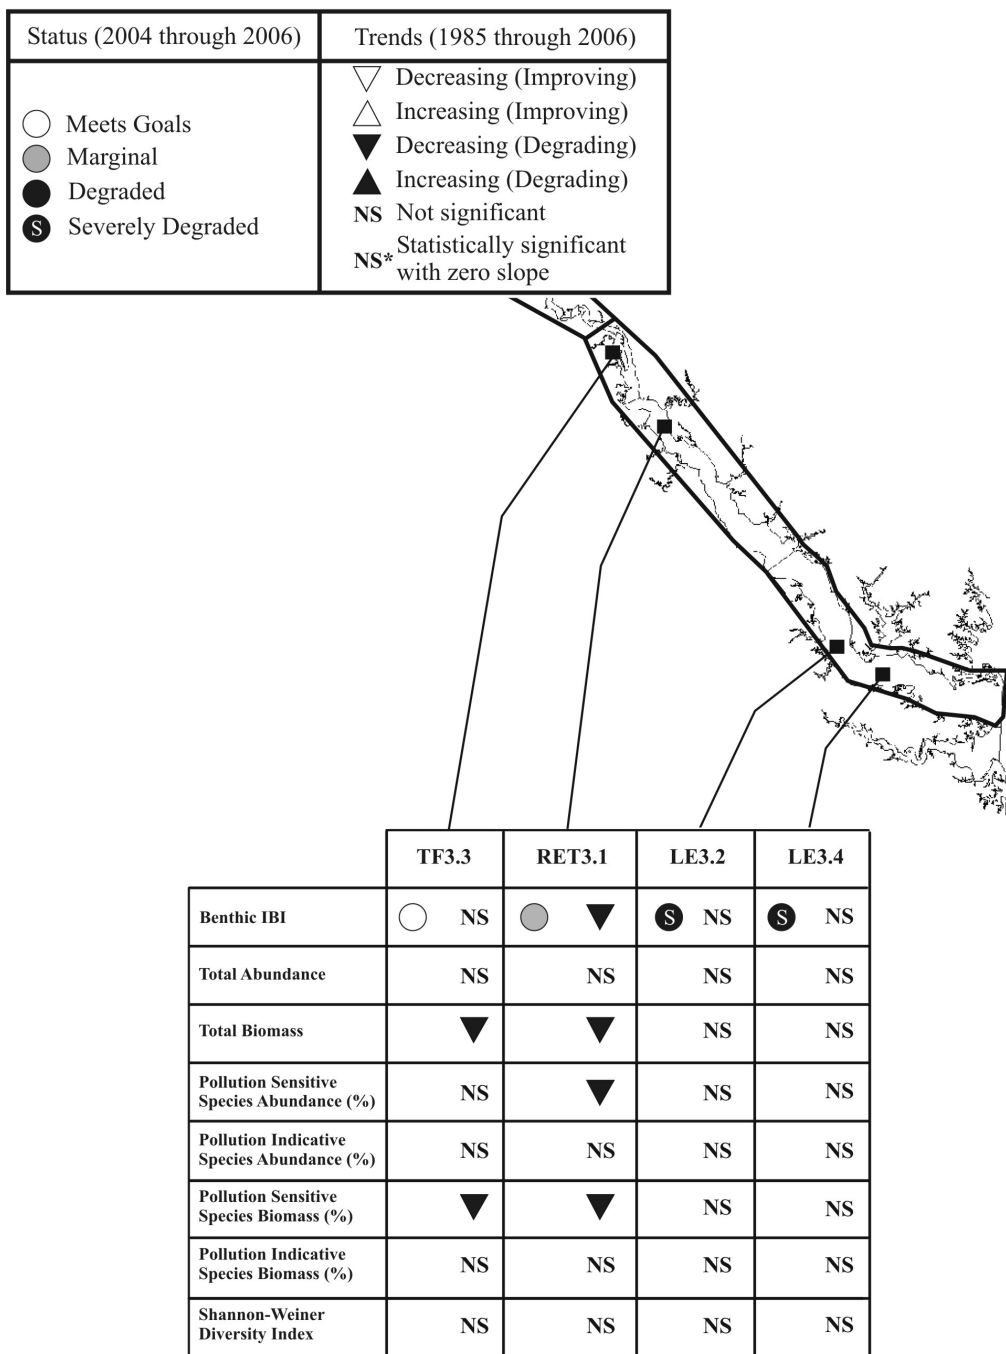 Status (2004 through 2006)
Trends (1985 through 2006)
Meets Goals
Marginal
Degraded
S Severely Degraded
Decreasing (Improving)
Increasing (Improving)
Decreasing (Degrading)
Increasing (Degrading)
NS Not significant
NS* Statistically significant
with zero slope
TF3.3 RET3.1 LE3.2 LE3.4
Benthic IBI NS S NS S NS
Total Abundance NS NS NS NS
Total Biomass NS NS
Pollution Sensitive
Species Abundance (%) NS NS NS
Pollution Indicative
Species Abundance (%) NS NS NS NS
Pollution Sensitive
Species Biomass (%) NS NS
Pollution Indicative
Species Biomass (%) NS NS NS NS
Shannon-Weiner
Diversity Index NS NS NS NS